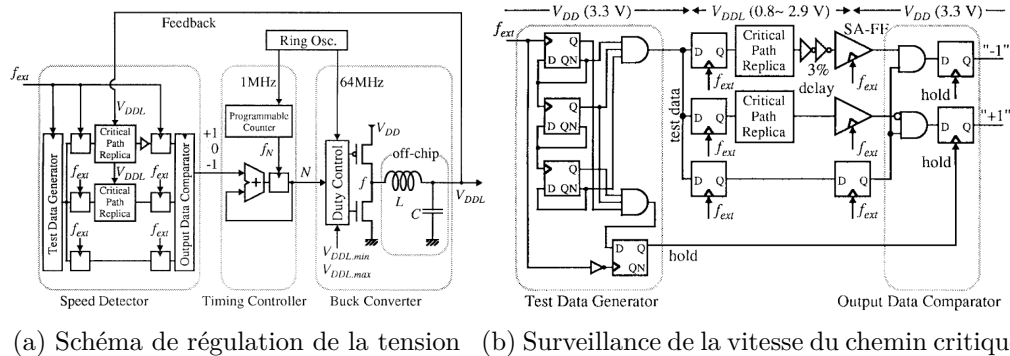 Feedback
Ring Osc.
f_ext
1MHz
64MHz
V_DDL
Programmable
Counter
V_DD
Critical
Path
Replica
+1
0
-1
f_N
off-chip
Test Data Generator
f_ext
V_DDL
f_ext
Critical
Path
Replica
Output Data Comparator
+
N
Duty Control
f
L
C
V_DDL
f_ext
f_ext
V_DDL.min
V_DDL.max
Speed Detector
Timing Controller
Buck Converter
(a) Schéma de régulation de la tension
V_DD (3.3 V)
V_DDL (0.8~ 2.9 V)
V_DD (3.3 V)
f_ext
SA-FF
D Q
QN
D Q
Critical
Path
Replica
3%
delay
f_ext
f_ext
D Q
"-1"
hold
D Q
QN
test data
D Q
Critical
Path
Replica
f_ext
f_ext
D Q
"+1"
hold
D Q
QN
D Q
f_ext
D Q
f_ext
D Q
QN
hold
Test Data Generator
Output Data Comparator
(b) Surveillance de la vitesse du chemin critiqu